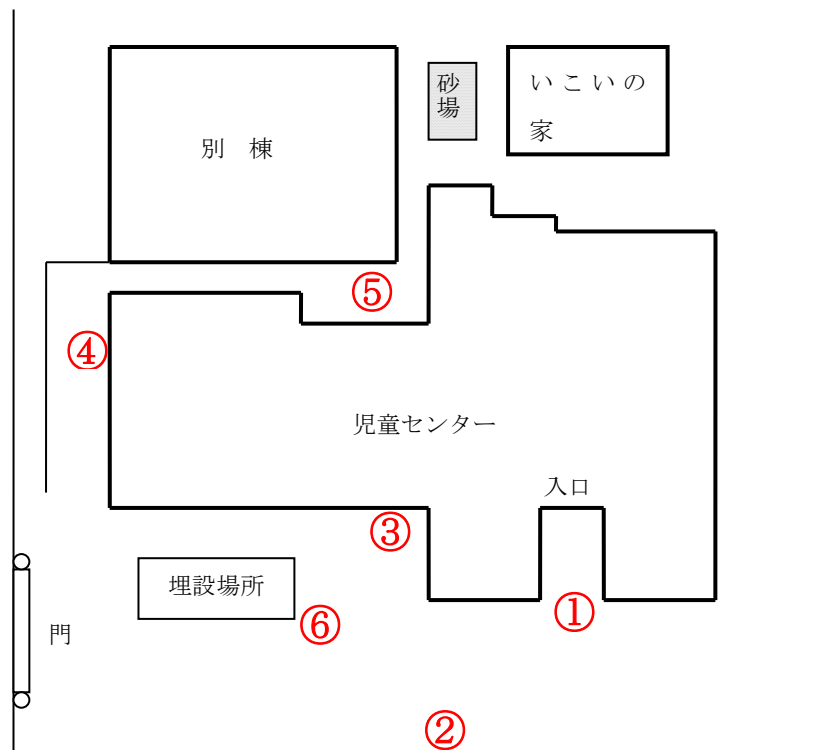 砂場
いこいの
家
別 棟
⑤
④
児童センター
入口
③
埋設場所
①
⑥
門
②